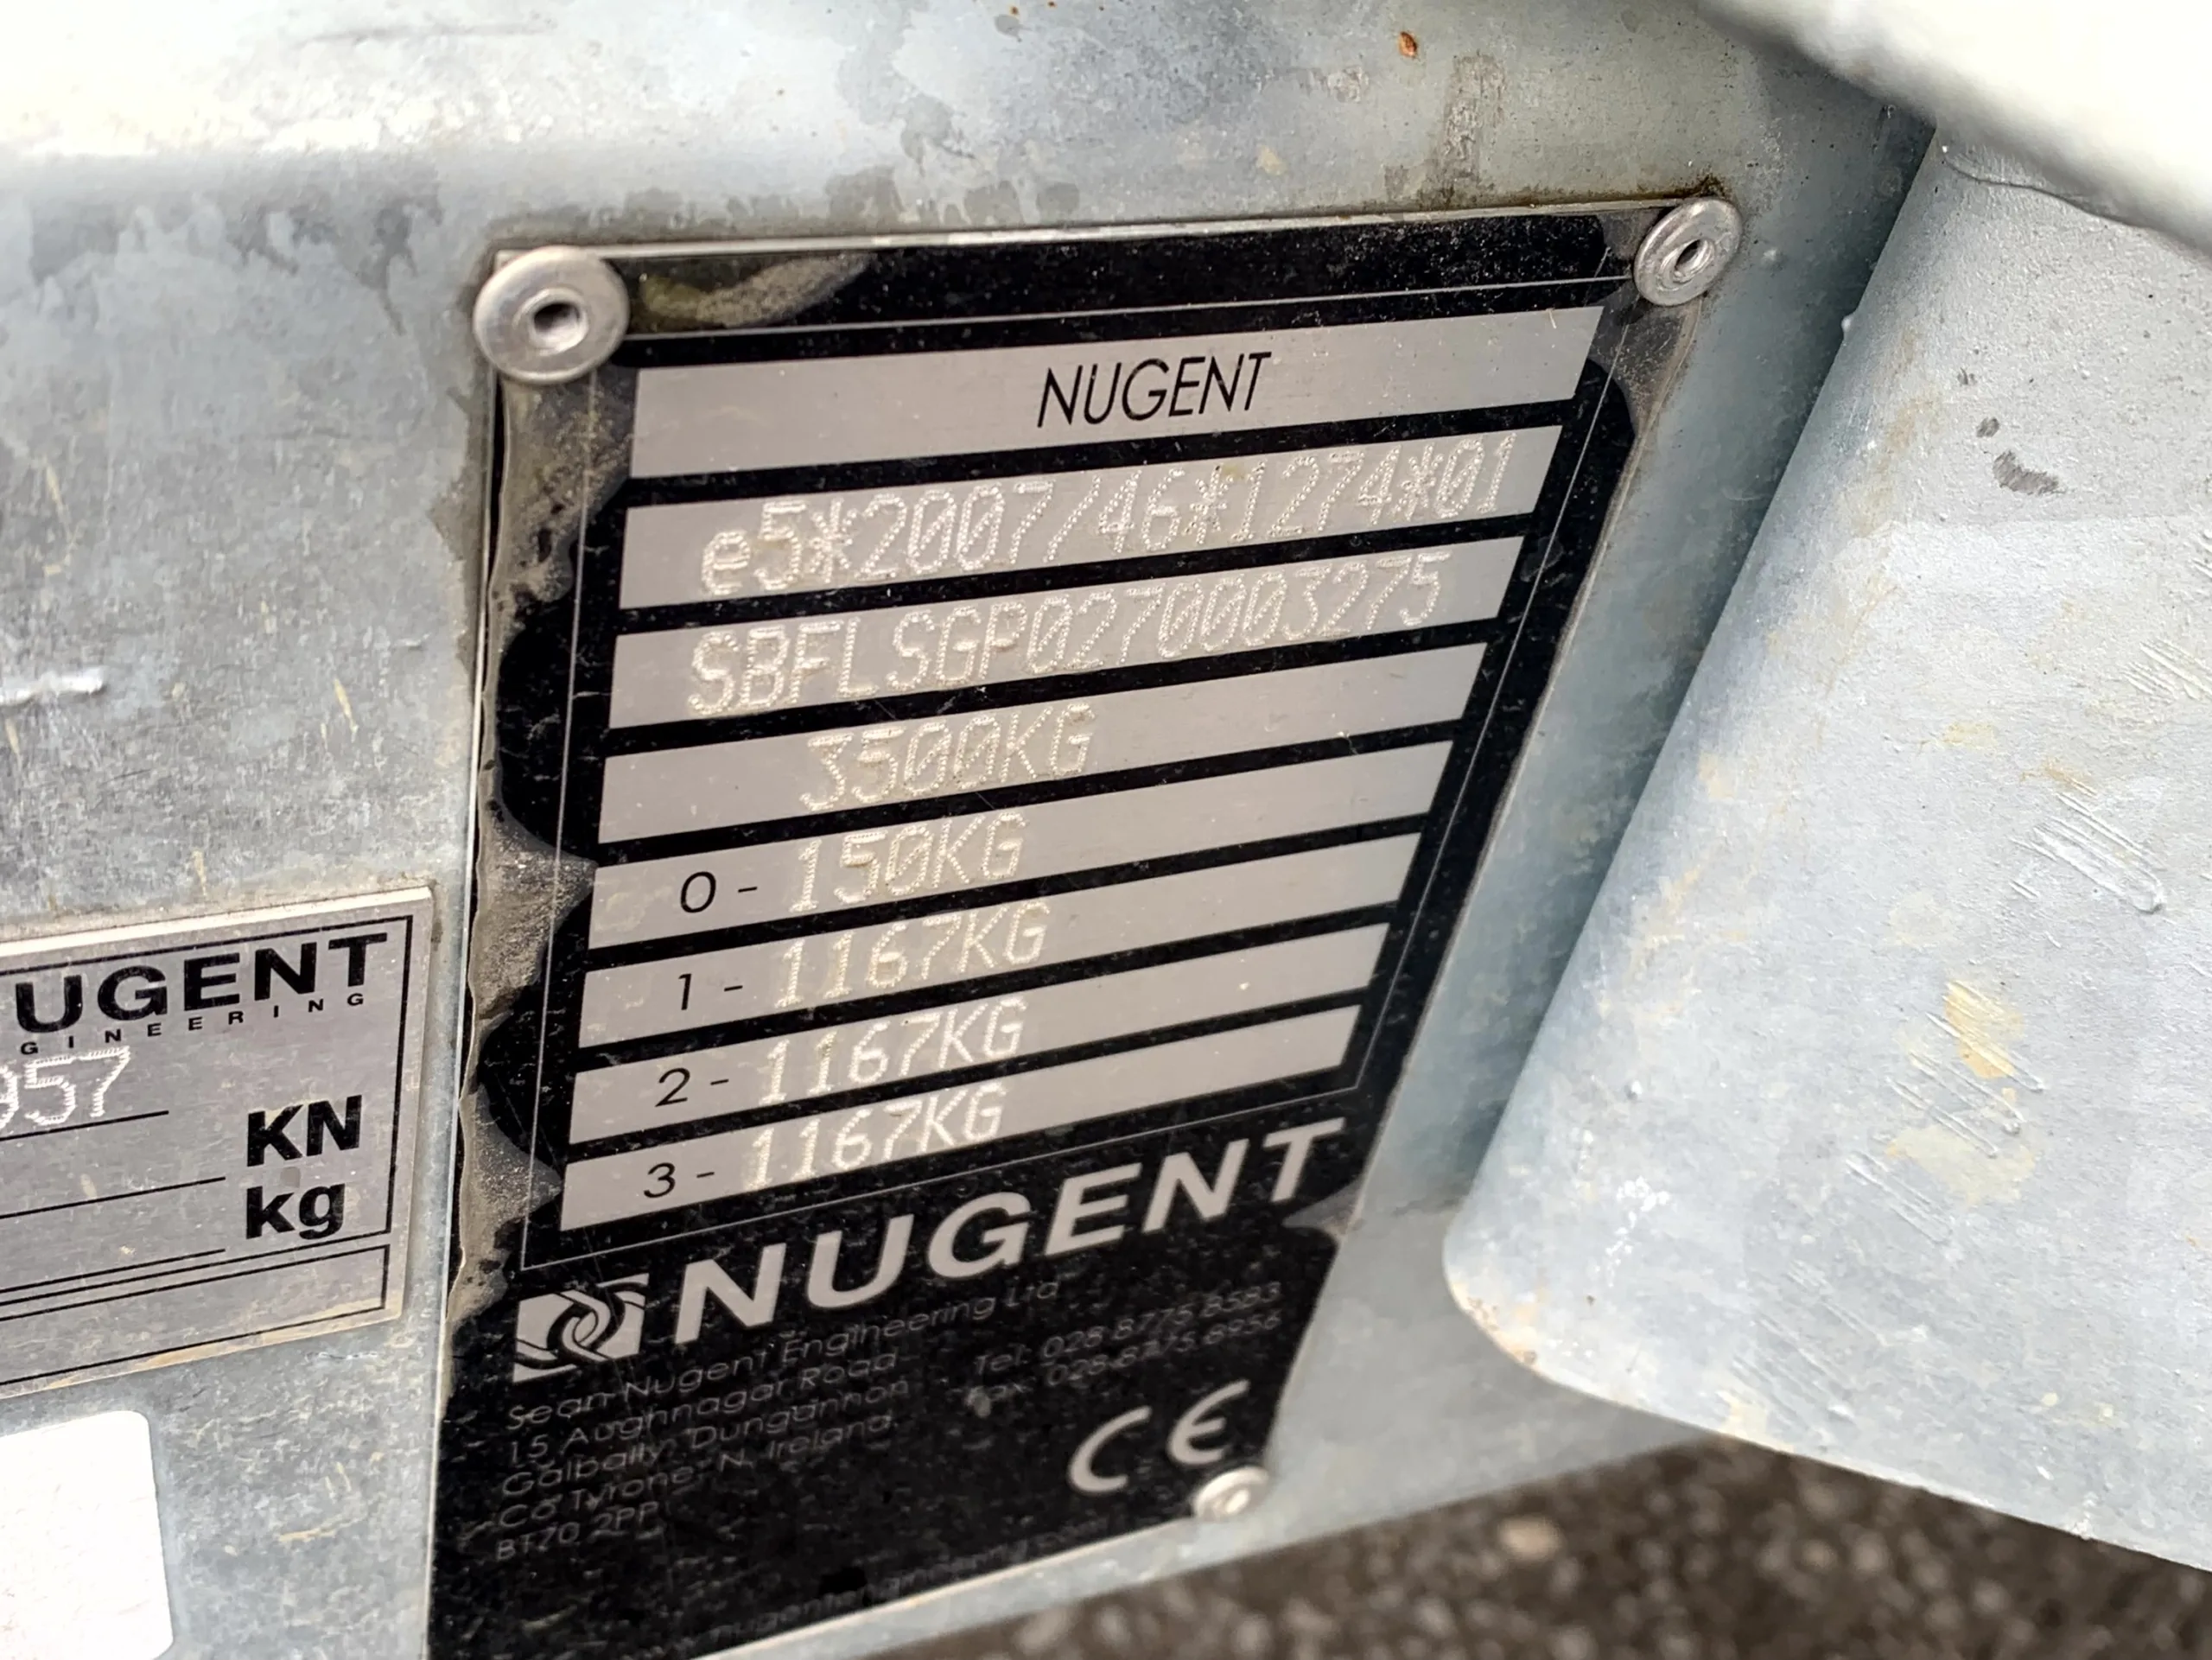 NUGENT
e5*2007/46*1274*01
SBFLSGP0270003275
3500KG
0 - 150KG
1 - 1167KG
2 - 1167KG
3 - 1167KG
NUGENT
Sean Nugent Engineering Ltd
15 Aughnagar Road
Galbally, Dungannon
Co Tyrone, N. Ireland.
BT70 2PP
Tel: 028 8775 8583
Fax: 028 8775 8956
CE
UGENT
GINEERING
957
KN
kg